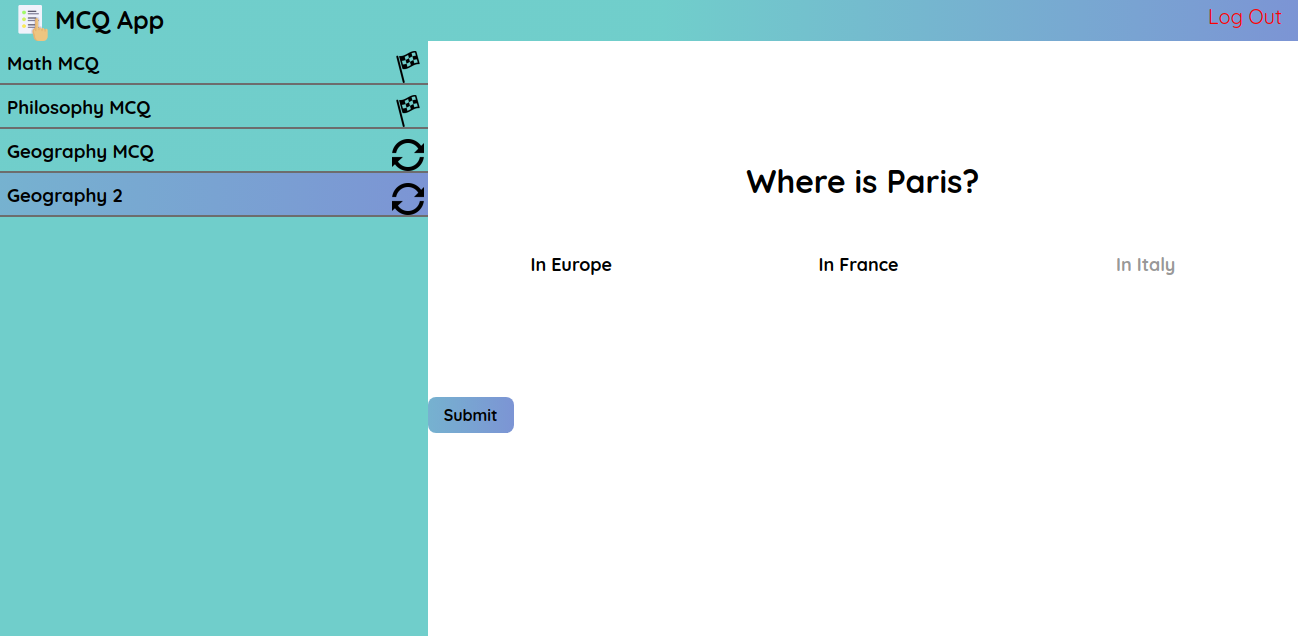 MCQ App
Log Out
Math MCQ
Philosophy MCQ
Geography MCQ
Geography 2
Where is Paris?
In Europe
In France
In Italy
Submit